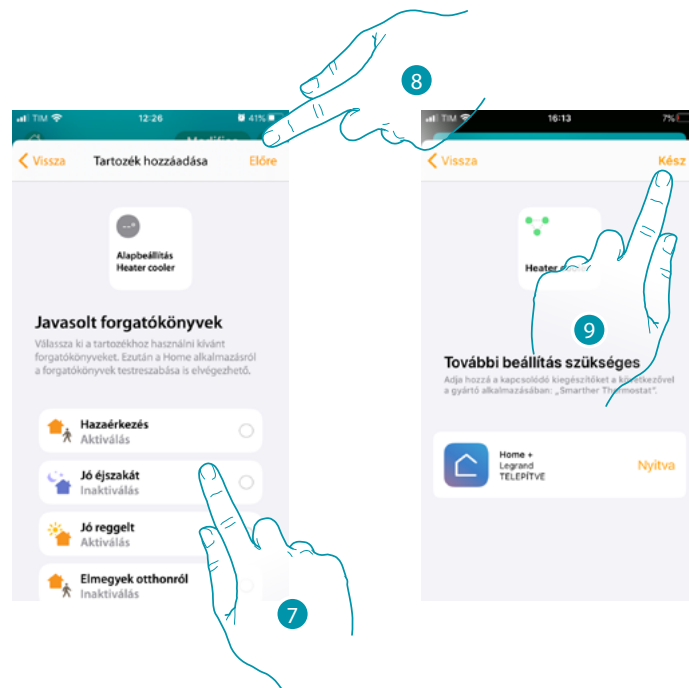 TIM 12:26 41%
Vissza Tartozék hozzáadása Előre
Alapbeállítás
Heater cooler
Javasolt forgatókönyvek
Válassza ki a tartozékhoz használni kívánt
forgatókönyveket. Ezután a Home alkalmazásról
a forgatókönyvek testreszabása is elvégezhető.
Hazaérkezés
Aktiválás
Jó éjszakát
Inaktiválás
Jó reggelt
Aktiválás
Elmegyek otthonról
Inaktiválás
7
8
TIM 16:13 7%
Vissza Kész
Heater
További beállítás szükséges
Adja hozzá a kapcsolódó kiegészítőket a következővel
a gyártó alkalmazásában: „Smarther Thermostat”.
Home +
Legrand
TELEPÍTVE
Nyitva
9